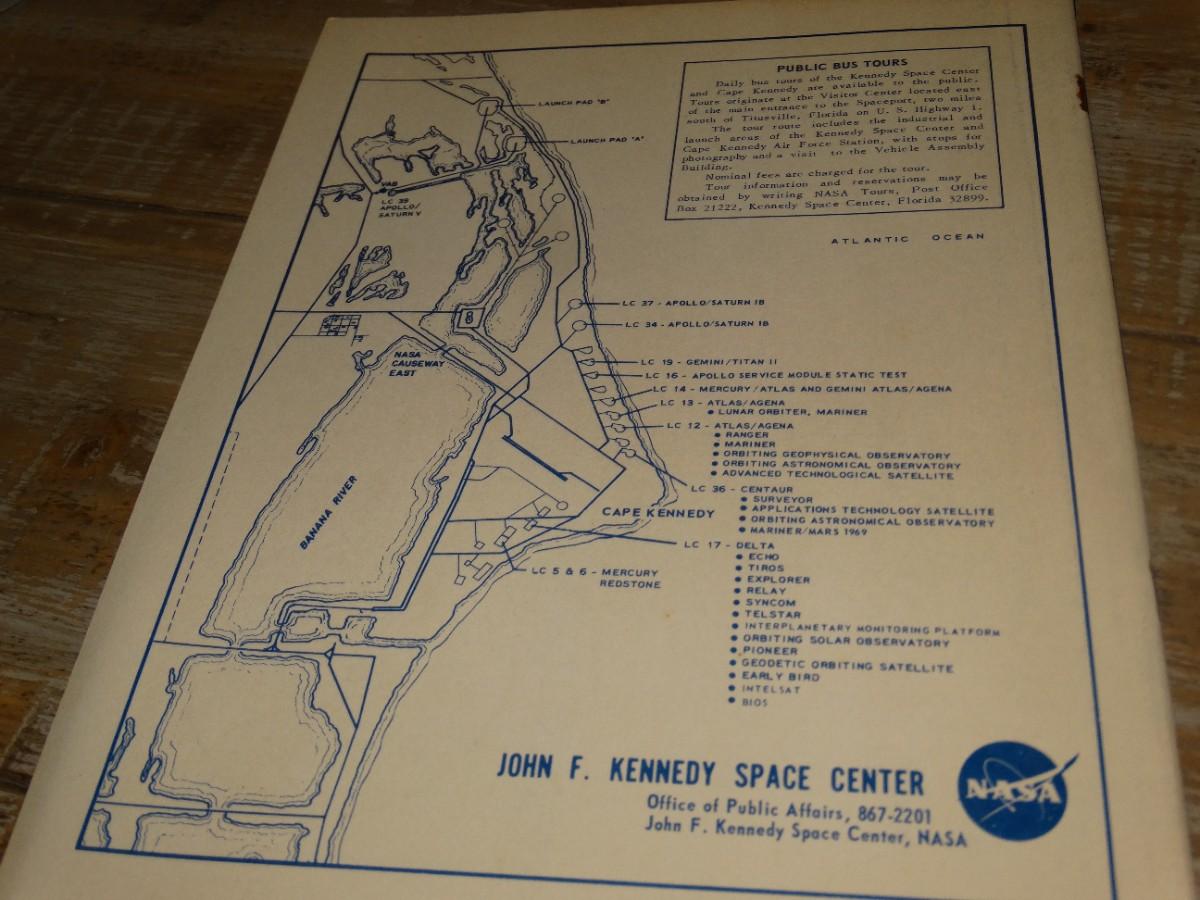 PUBLIC BUS TOURS
Daily bus tours of the Kennedy Space Center
and Cape Kennedy are available to the public.
Tours originate at the Visitor Center located east
of the main entrance to the Spaceport, two miles
south of Titusville, Florida on U. S. Highway 1.
The tour route includes the industrial and
launch areas of the Kennedy Space Center and
Cape Kennedy Air Force Station, with stops for
photography and a visit to the Vehicle Assembly
Building.
Nominal fees are charged for the tour.
Tour information and reservations may be
obtained by writing NASA Tours, Post Office
Box 21222, Kennedy Space Center, Florida 32899.
LAUNCH PAD "B"
LAUNCH PAD "A"
VAB
LC 39
APOLLO/
SATURN V
ATLANTIC OCEAN
LC 37 - APOLLO/SATURN IB
LC 34 - APOLLO/SATURN IB
NASA
CAUSEWAY
EAST
LC 19 - GEMINI/TITAN II
LC 16 - APOLLO SERVICE MODULE STATIC TEST
LC 14 - MERCURY/ATLAS AND GEMINI ATLAS/AGENA
LC 13 - ATLAS/AGENA
• LUNAR ORBITER, MARINER
LC 12 - ATLAS/AGENA
• RANGER
• MARINER
• ORBITING GEOPHYSICAL OBSERVATORY
• ORBITING ASTRONOMICAL OBSERVATORY
• ADVANCED TECHNOLOGICAL SATELLITE
LC 36 - CENTAUR
• SURVEYOR
• APPLICATIONS TECHNOLOGY SATELLITE
• ORBITING ASTRONOMICAL OBSERVATORY
• MARINER/MARS 1969
CAPE KENNEDY
BANANA RIVER
LC 17 - DELTA
• ECHO
• TIROS
• EXPLORER
• RELAY
• SYNCOM
• TELSTAR
• INTERPLANETARY MONITORING PLATFORM
• ORBITING SOLAR OBSERVATORY
• PIONEER
• GEODETIC ORBITING SATELLITE
• EARLY BIRD
• INTELSAT
• BIOS
LC 5 & 6 - MERCURY
REDSTONE
JOHN F. KENNEDY SPACE CENTER
Office of Public Affairs, 867-2201
John F. Kennedy Space Center, NASA
NASA